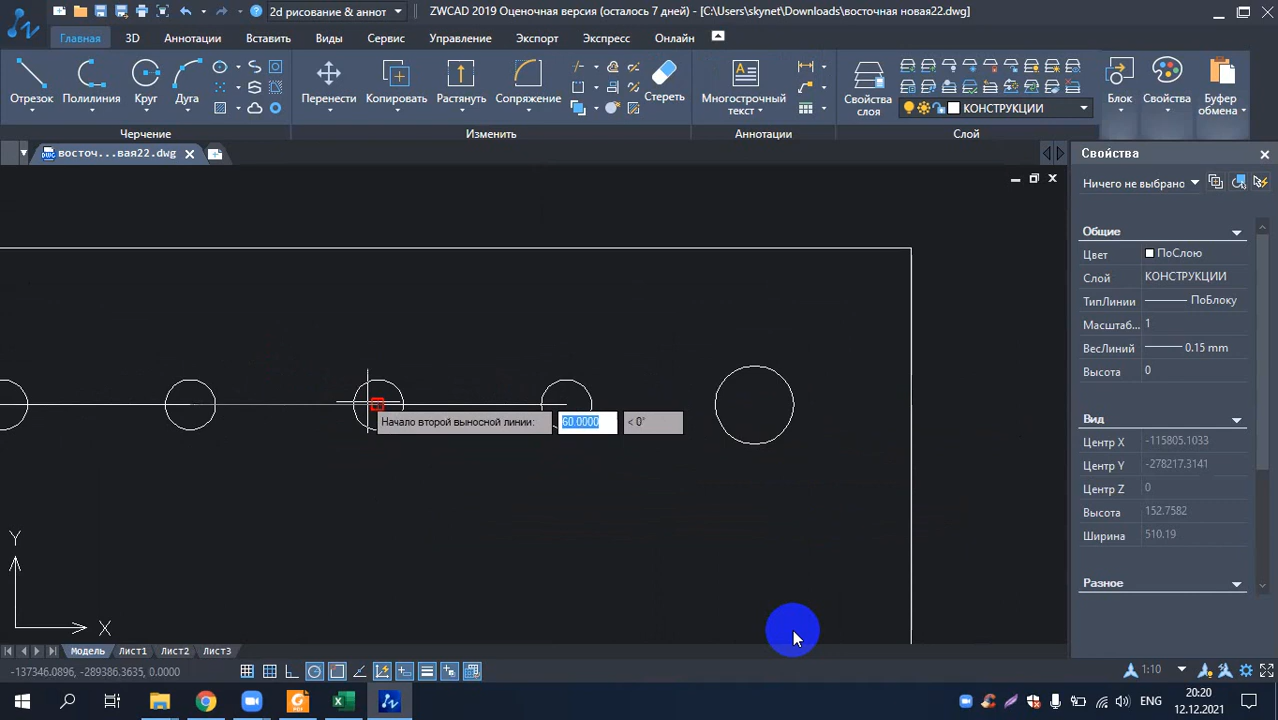 2d рисование & аннот
ZWCAD 2019 Оценочная версия (осталось 7 дней) - [C:\Users\skynet\Downloads\восточная новая22.dwg]
Главная 3D Аннотации Вставить Виды Сервис Управление Экспорт Экспресс Онлайн
Отрезок Полилиния Круг Дуга
Перенести Копировать Растянуть Сопряжение Стереть
Многострочный текст
Свойства слоя
КОНСТРУКЦИИ
Блок Свойства Буфер обмена
Черчение Изменить Аннотации Слой
восточ...вая22.dwg
Свойства
Ничего не выбрано
Общие
Цвет ПоСлою
Слой КОНСТРУКЦИИ
ТипЛинии ПоБлоку
Масштаб... 1
ВесЛиний 0.15 mm
Высота 0
Вид
Центр X -115805.1033
Центр Y -278217.3141
Центр Z 0
Высота 152.7582
Ширина 510.19
Разное
Начало второй выносной линии: 60.0000 < 0°
Y
X
Модель Лист1 Лист2 Лист3
-137346.0896, -289386.3635, 0.0000
1:10
ENG
20:20
12.12.2021